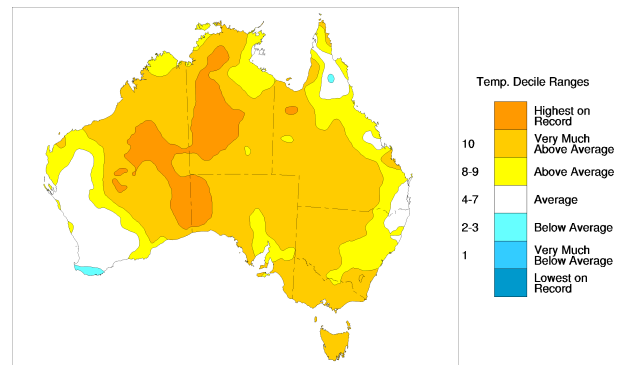 Temp. Decile Ranges
Highest on
Record
10
Very Much
Above Average
8-9
Above Average
4-7
Average
2-3
Below Average
1
Very Much
Below Average
Lowest on
Record